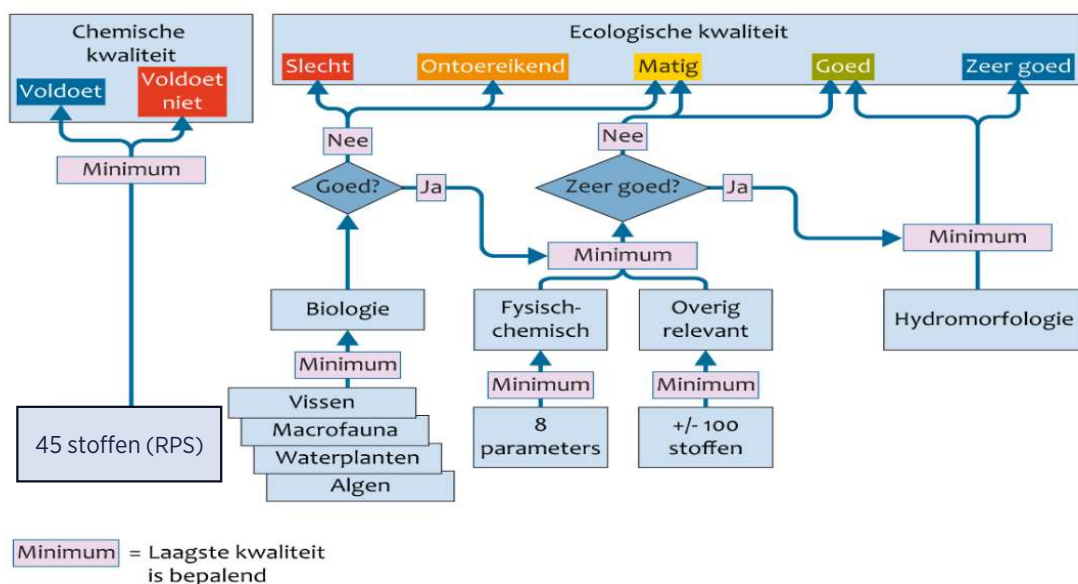 Chemische
kwaliteit
Voldoet
Voldoet
niet
Minimum
45 stoffen (RPS)
Ecologische kwaliteit
Slecht
Ontoereikend
Matig
Goed
Zeer goed
Nee
Goed?
Ja
Nee
Zeer goed?
Ja
Minimum
Minimum
Biologie
Minimum
Vissen
Macrofauna
Waterplanten
Algen
Fysisch-
chemisch
Minimum
8
parameters
Overig
relevant
Minimum
+/- 100
stoffen
Hydromorfologie
Minimum = Laagste kwaliteit
is bepalend